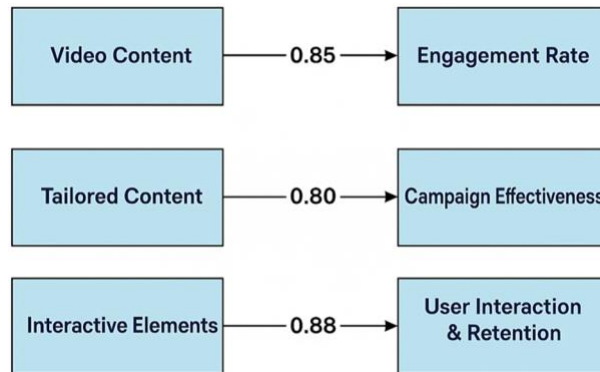 Video Content
0.85
Engagement Rate
Tailored Content
0.80
Campaign Effectiveness
Interactive Elements
0.88
User Interaction
& Retention